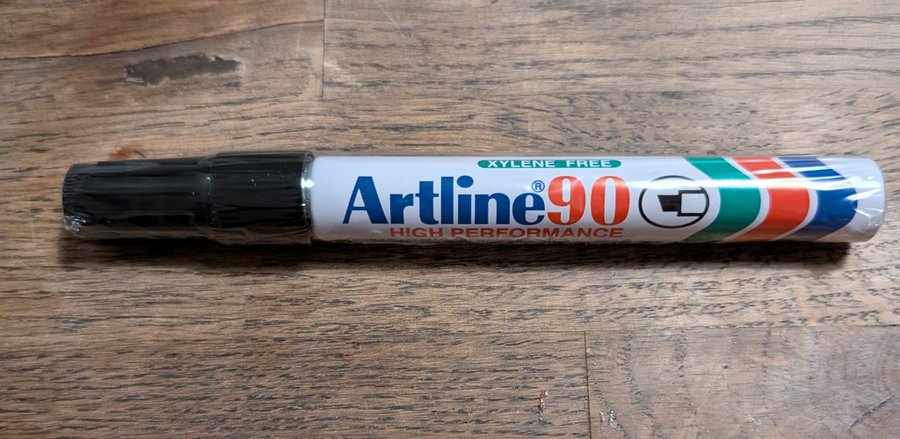 XYLENE FREE
Artline®90
HIGH PERFORMANCE